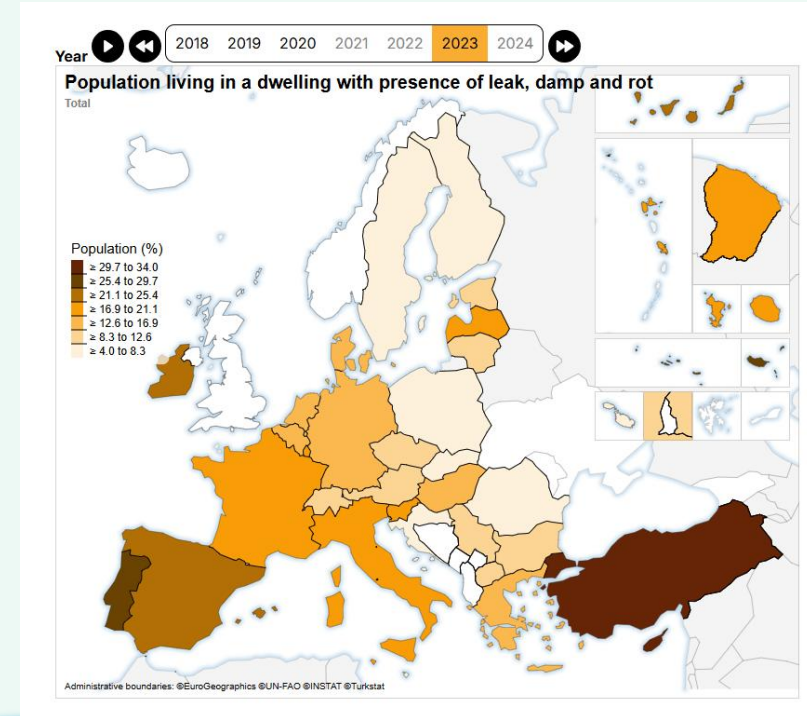 Year 2018 2019 2020 2021 2022 2023 2024
Population living in a dwelling with presence of leak, damp and rot
Total
Population (%)
≥ 29.7 to 34.0
≥ 25.4 to 29.7
≥ 21.1 to 25.4
≥ 16.9 to 21.1
≥ 12.6 to 16.9
≥ 8.3 to 12.6
≥ 4.0 to 8.3
Administrative boundaries: ©EuroGeographics ©UN-FAO ©INSTAT ©Turkstat